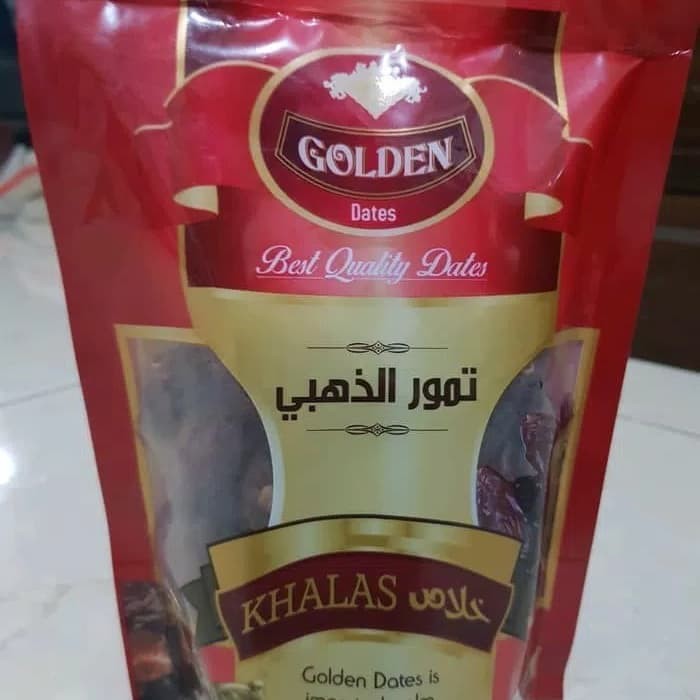 GOLDEN
Dates
Best Quality Dates
تمور الذهبي
KHALAS خلاص
Golden Dates is